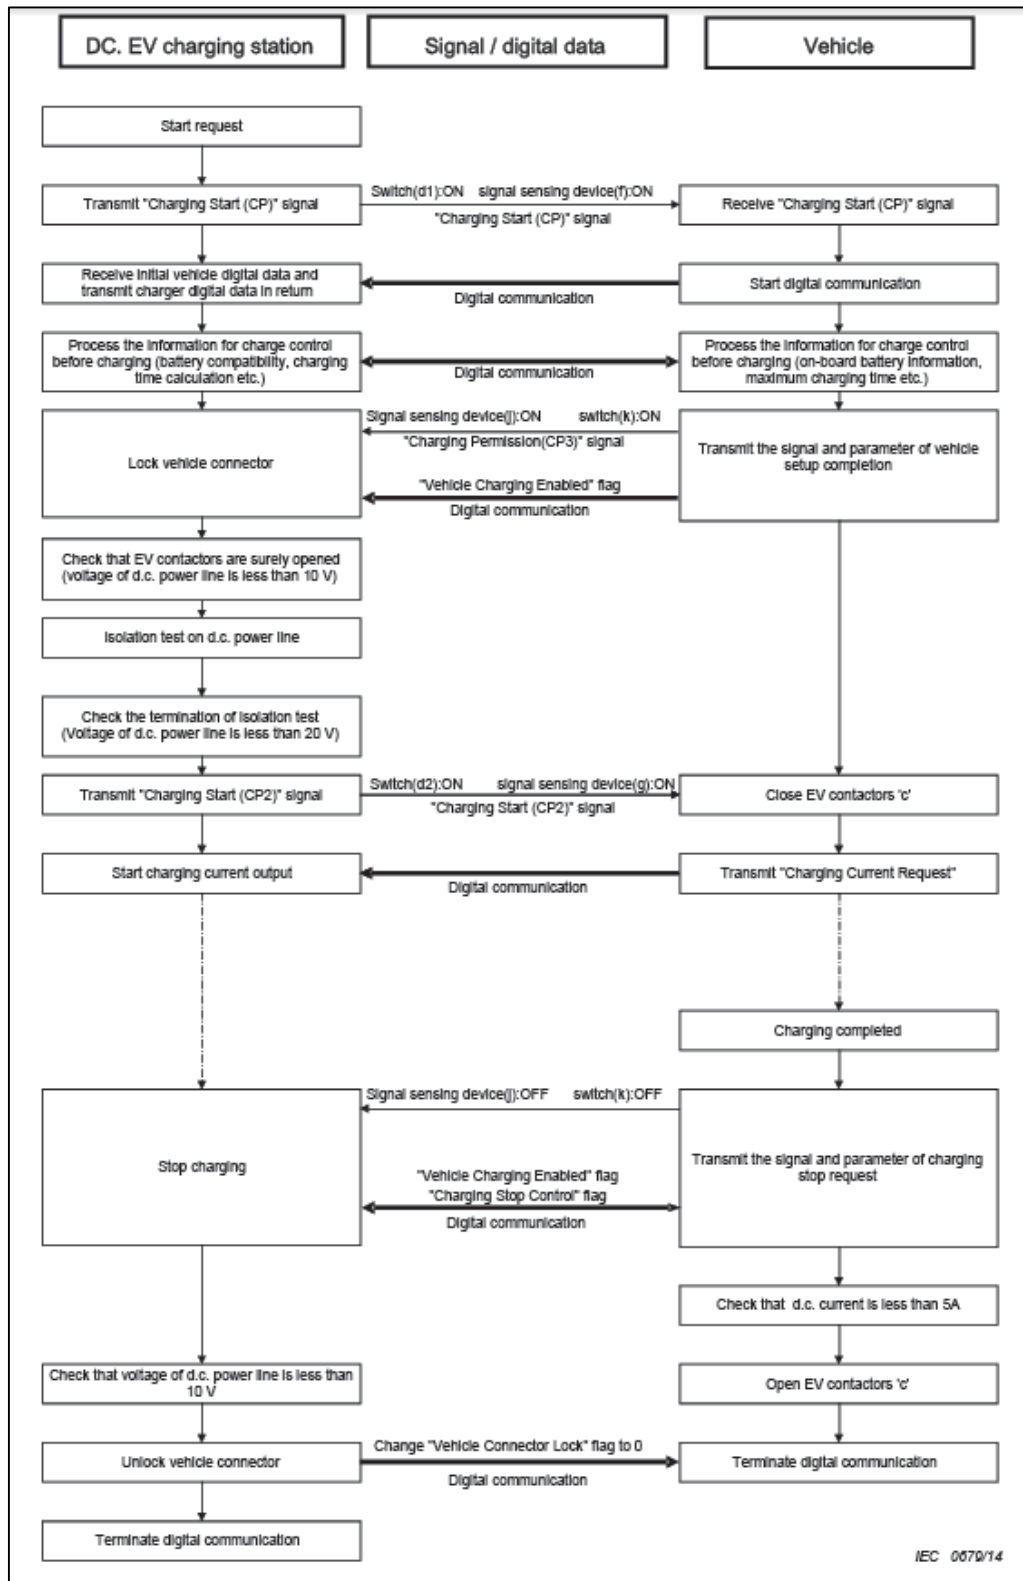 DC. EV charging station
Signal / digital data
Vehicle
Start request
Transmit "Charging Start (CP)" signal
Switch(d1):ON signal sensing device(f):ON
"Charging Start (CP)" signal
Receive "Charging Start (CP)" signal
Receive initial vehicle digital data and
transmit charger digital data in return
Digital communication
Start digital communication
Process the information for charge control
before charging (battery compatibility, charging
time calculation etc.)
Digital communication
Process the information for charge control
before charging (on-board battery information,
maximum charging time etc.)
Lock vehicle connector
Signal sensing device(j):ON switch(k):ON
"Charging Permission(CP3)" signal
"Vehicle Charging Enabled" flag
Digital communication
Transmit the signal and parameter of vehicle
setup completion
Check that EV contactors are surely opened
(voltage of d.c. power line is less than 10 V)
Isolation test on d.c. power line
Check the termination of isolation test
(Voltage of d.c. power line is less than 20 V)
Transmit "Charging Start (CP2)" signal
Switch(d2):ON signal sensing device(g):ON
"Charging Start (CP2)" signal
Close EV contactors 'c'
Start charging current output
Digital communication
Transmit "Charging Current Request"
Charging completed
Stop charging
Signal sensing device(j):OFF switch(k):OFF
"Vehicle Charging Enabled" flag
"Charging Stop Control" flag
Digital communication
Transmit the signal and parameter of charging
stop request
Check that d.c. current is less than 5A
Check that voltage of d.c. power line is less than
10 V
Open EV contactors 'c'
Unlock vehicle connector
Change "Vehicle Connector Lock" flag to 0
Digital communication
Terminate digital communication
Terminate digital communication
IEC 0679/14